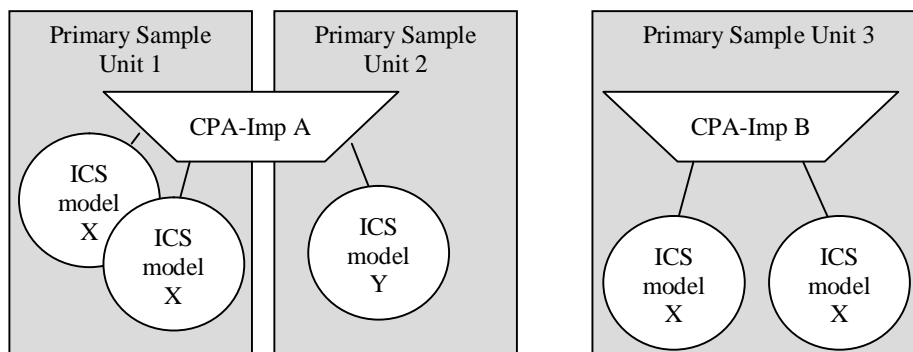 Primary Sample
Unit 1
Primary Sample
Unit 2
Primary Sample Unit 3
CPA-Imp A
CPA-Imp B
ICS
model
X
ICS
model
X
ICS
model
Y
ICS
model
X
ICS
model
X